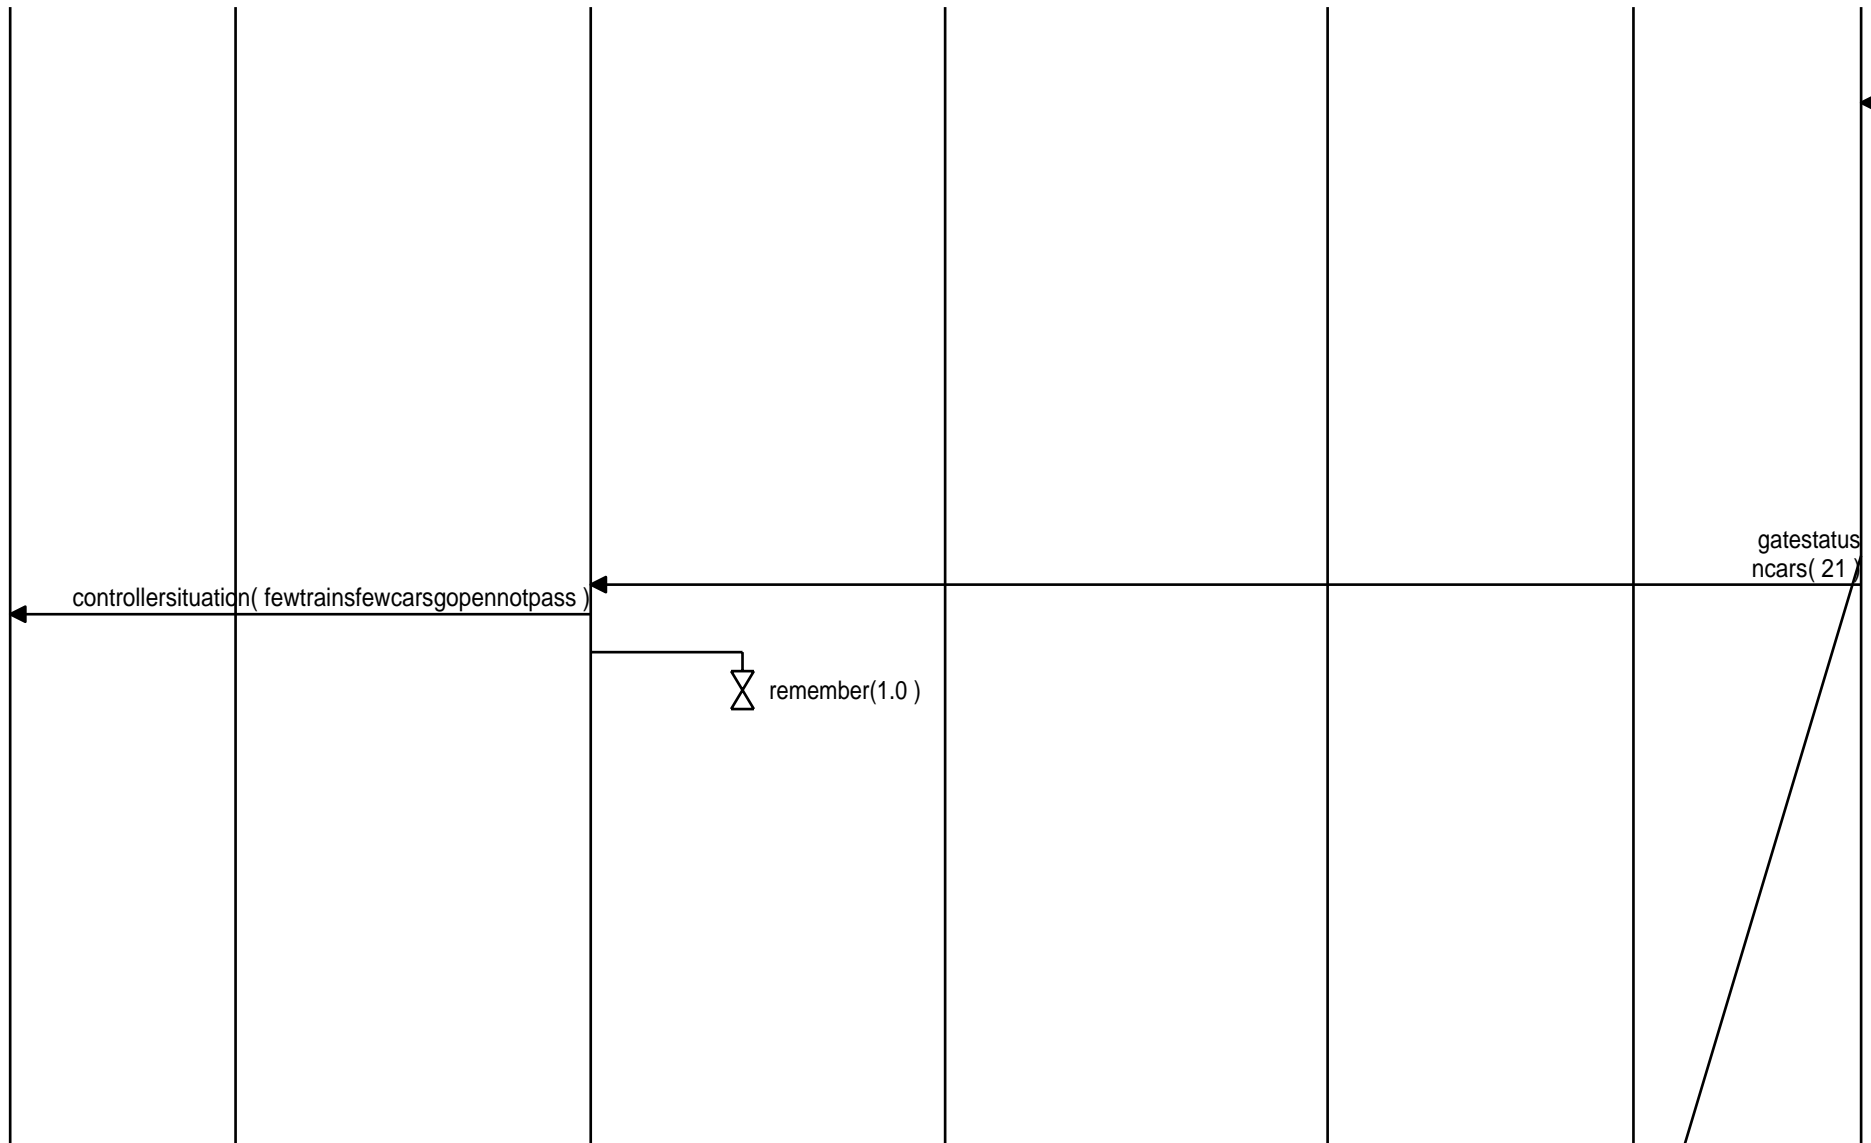 gatestatus
ncars( 21 )
controllersituation( fewtrainsfewcarsgopennotpass )
remember(1.0 )